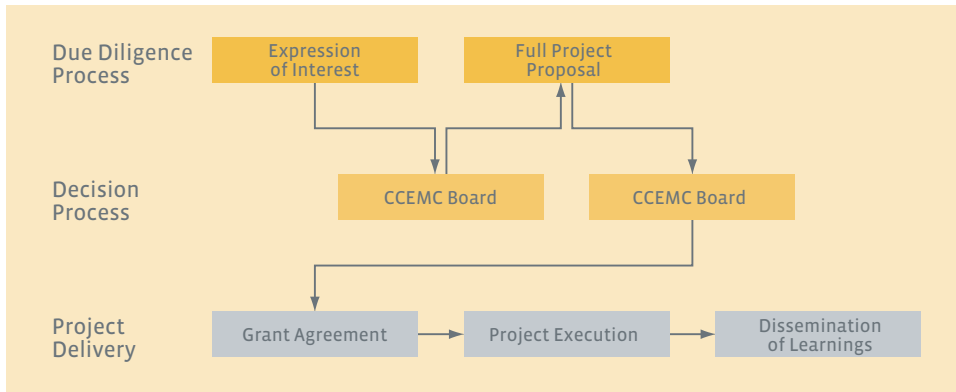 Due Diligence
Process
Expression
of Interest
Full Project
Proposal
Decision
Process
CCEMC Board
CCEMC Board
Project
Delivery
Grant Agreement
Project Execution
Dissemination
of Learnings